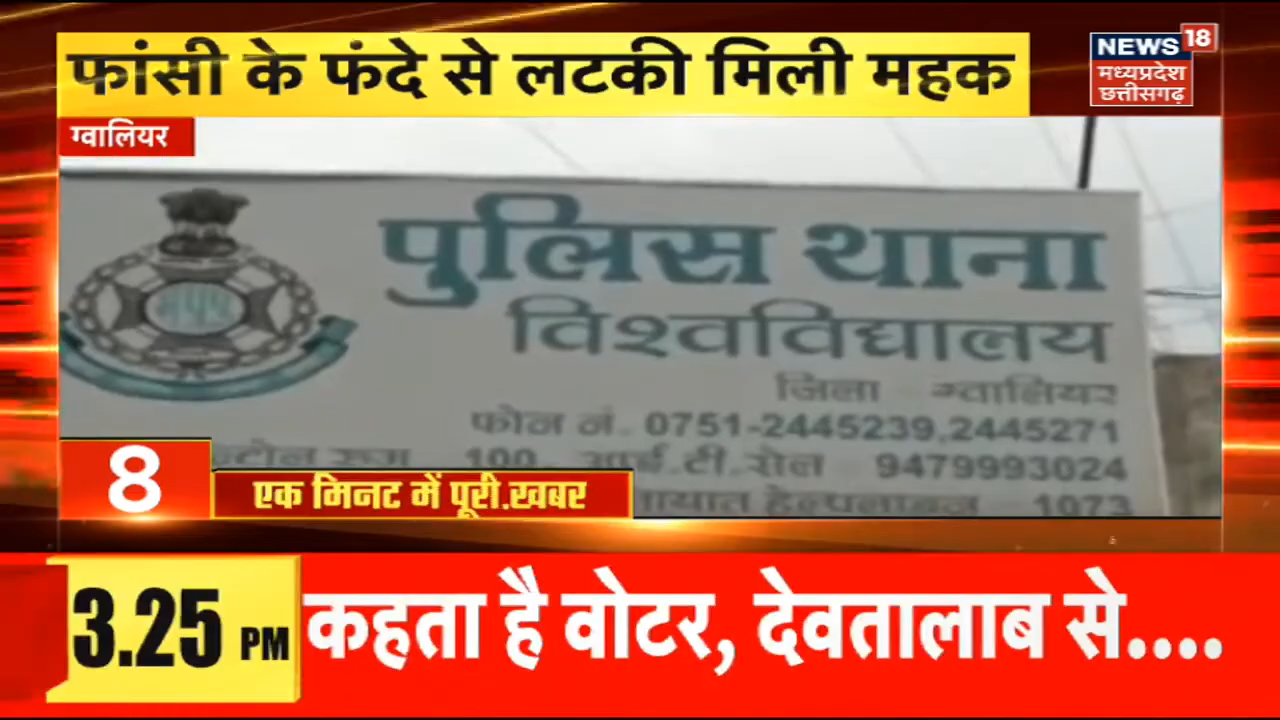 फांसी के फंदे से लटकी मिली महक
NEWS 18
मध्यप्रदेश
छत्तीसगढ़
ग्वालियर
पुलिस थाना
विश्वविद्यालय
जिला - ग्वालियर
फोन नं. 0751-2445239,2445271
100 9479993024
1073
8
एक मिनट में पूरी.खबर
3.25 PM
कहता है वोटर, देवतालाब से....